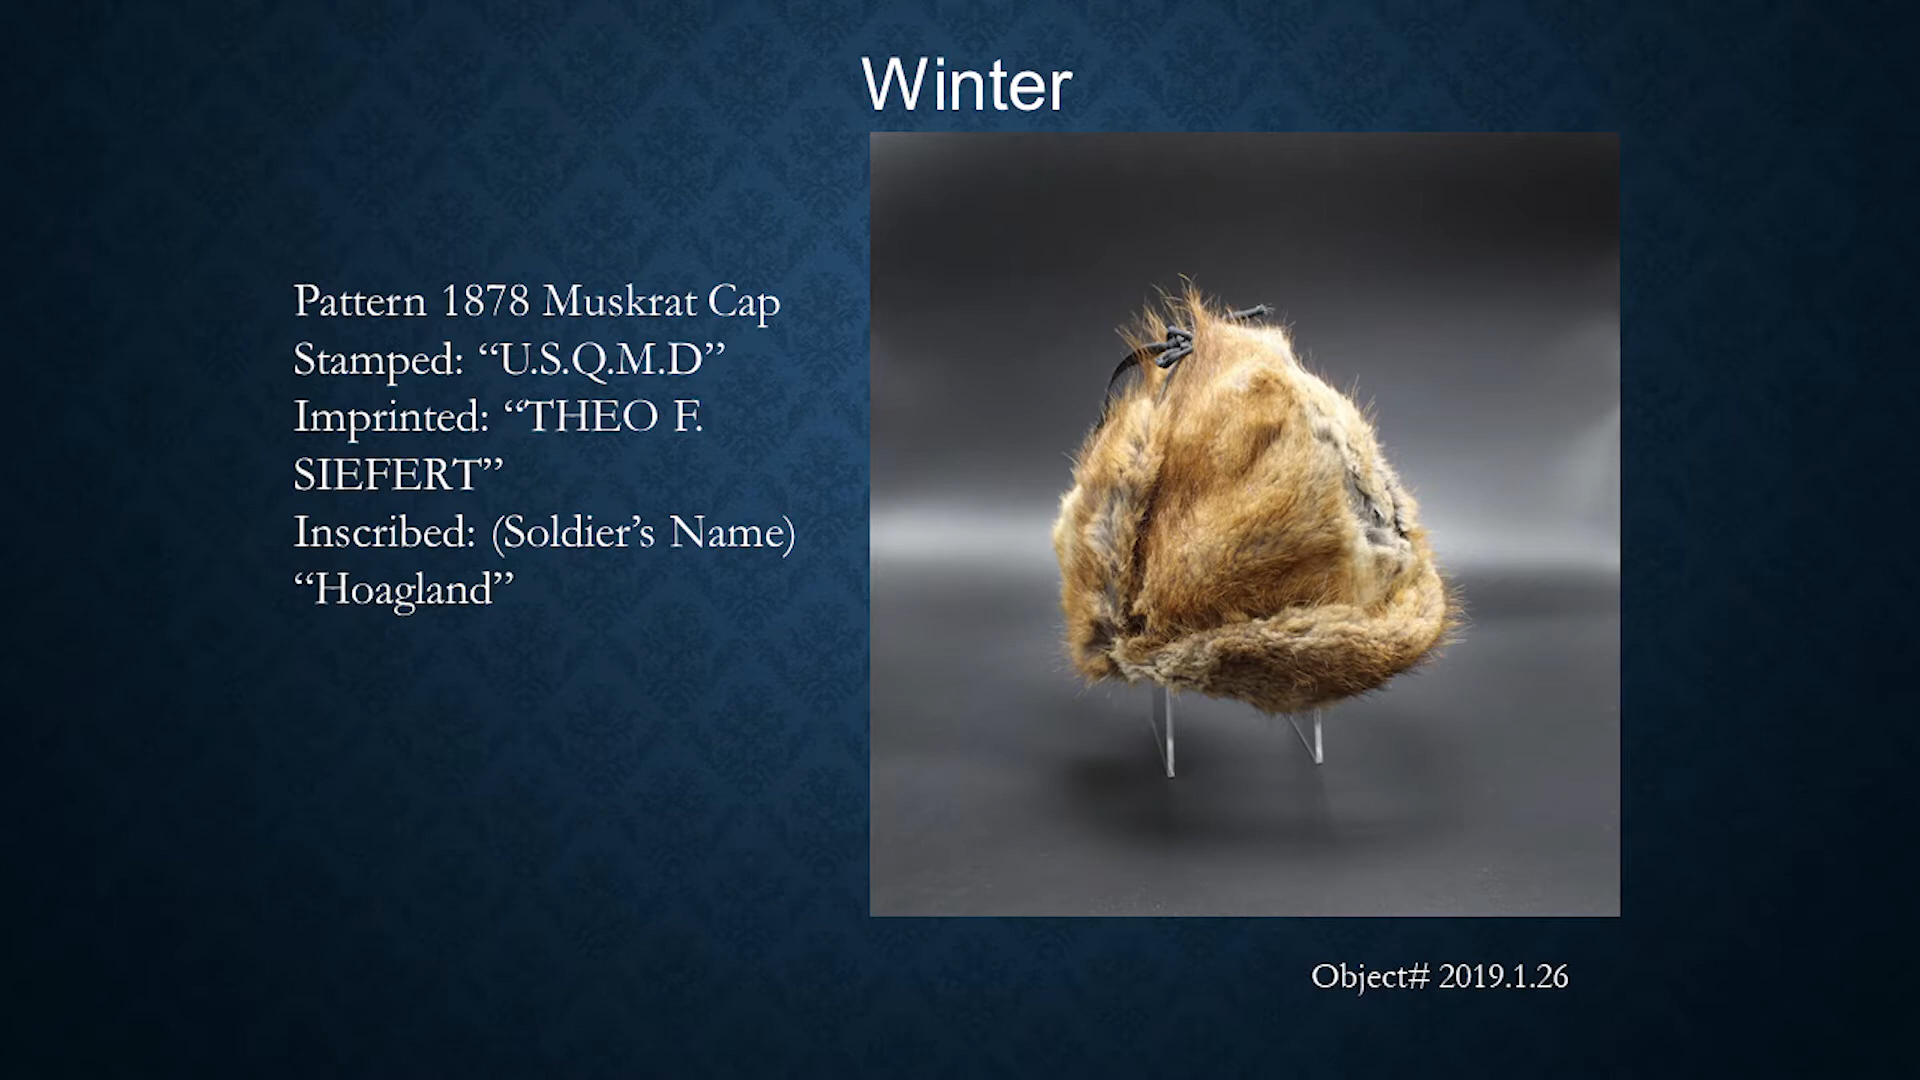 Winter
Pattern 1878 Muskrat Cap
Stamped: “U.S.Q.M.D”
Imprinted: “THEO F.
SIEFERT”
Inscribed: (Soldier’s Name)
“Hoagland”
Object# 2019.1.26